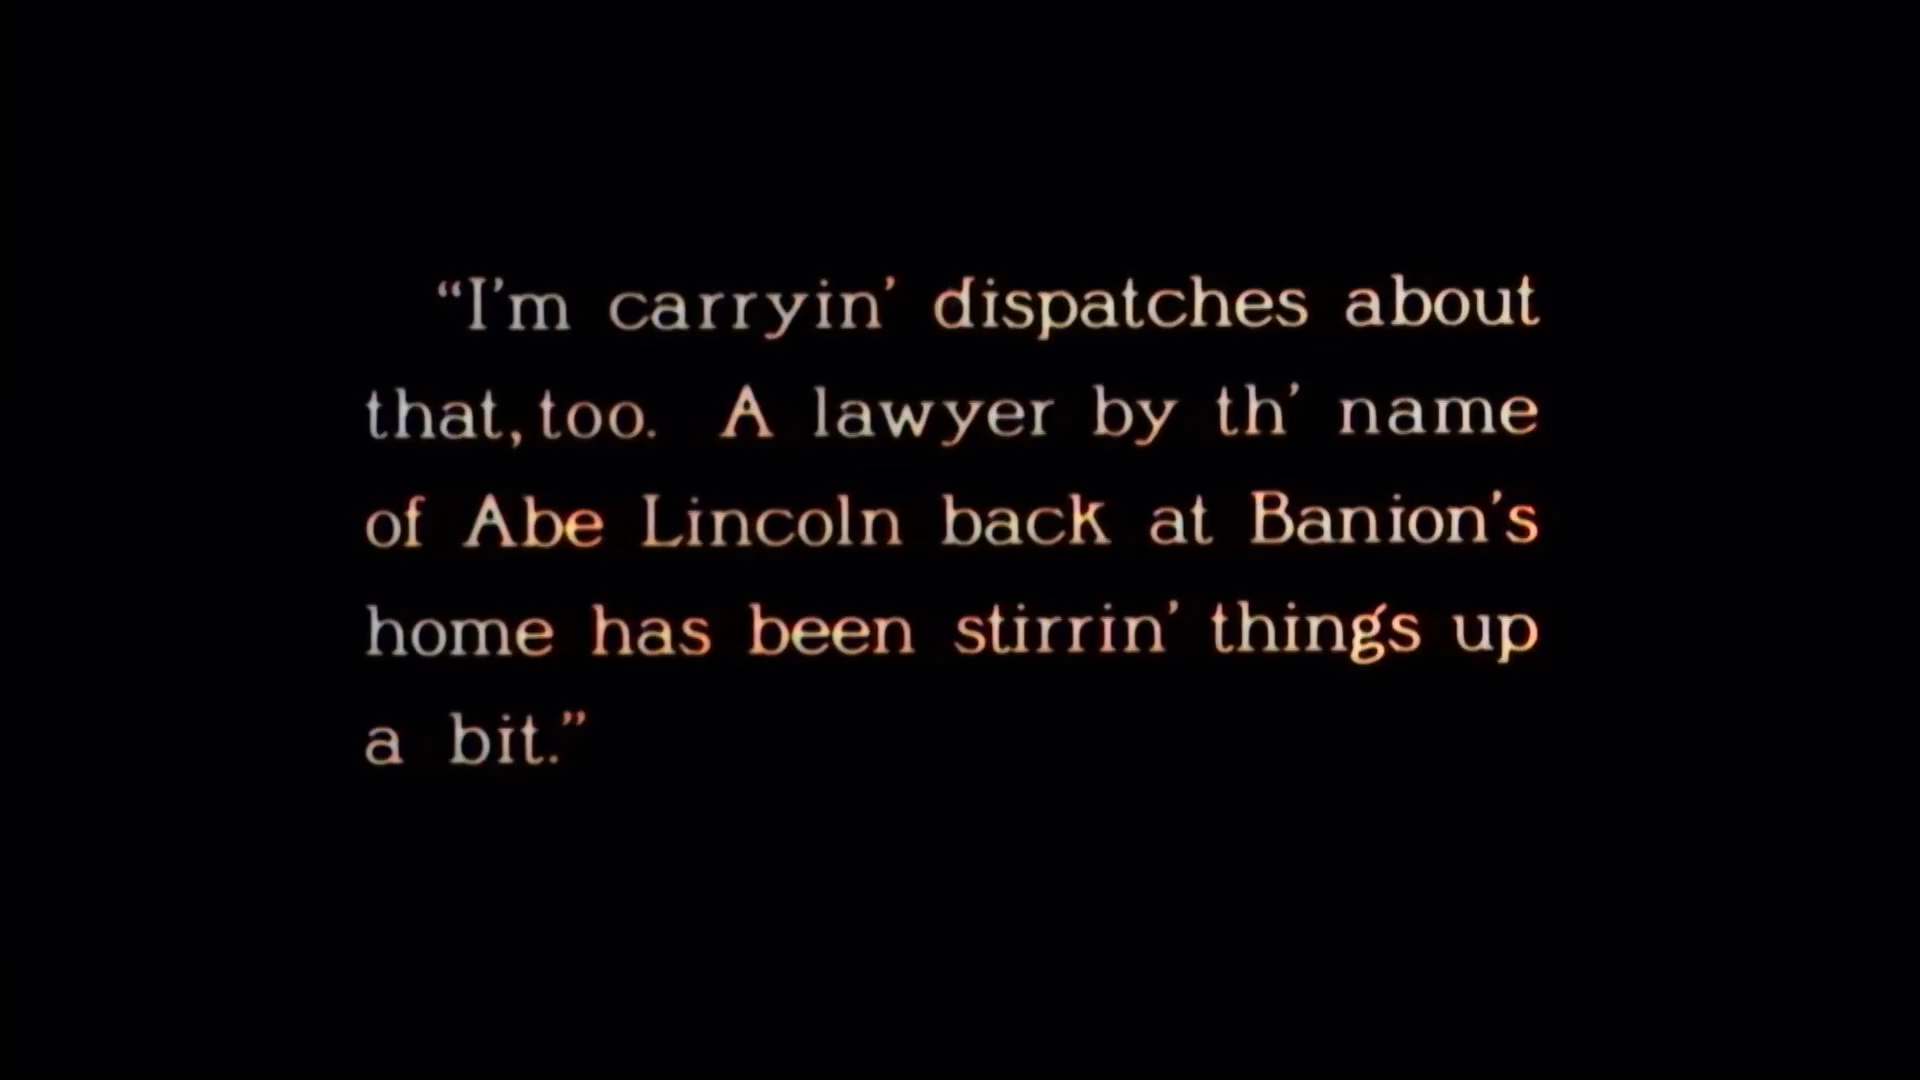 “I'm carryin’ dispatches about
that, too. A lawyer by th’ name
of Abe Lincoln back at Banion’s
home has been stirrin’ things up
a bit.”